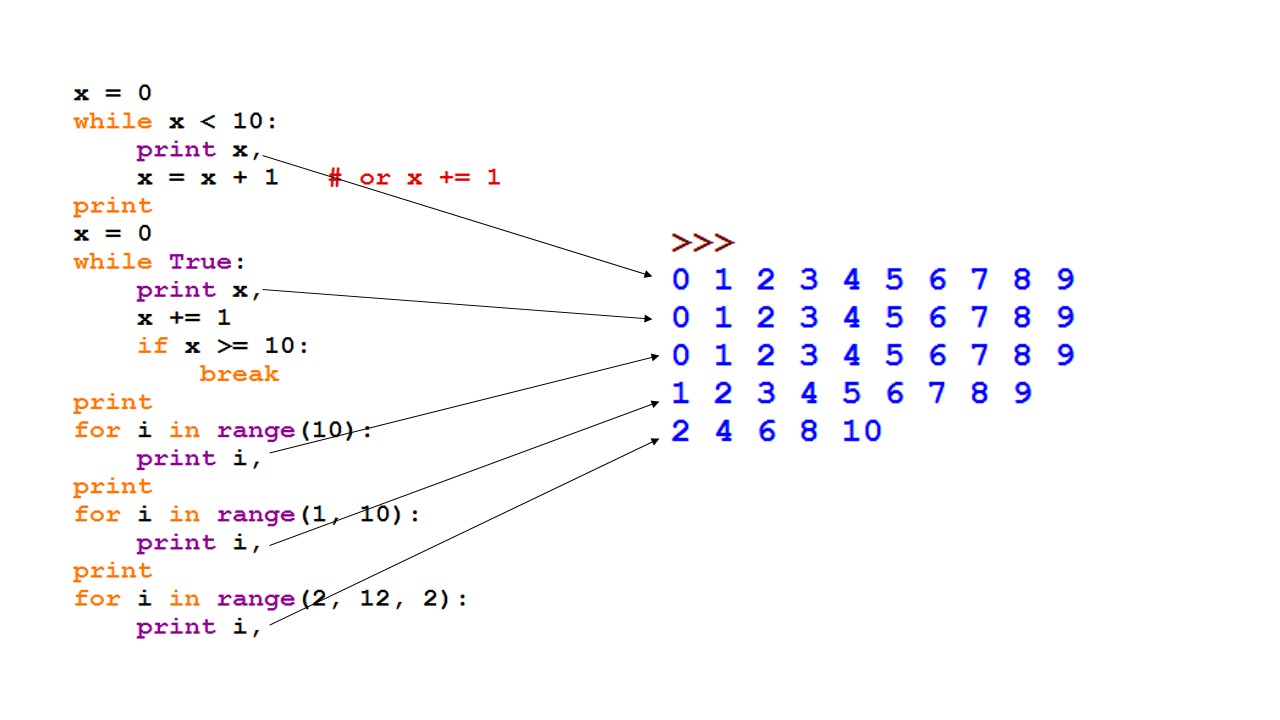 x = 0
while x < 10:
    print x,
    x = x + 1   # or x += 1
print
x = 0
while True:
    print x,
    x += 1
    if x >= 10:
        break
print
for i in range(10):
    print i,
print
for i in range(1, 10):
    print i,
print
for i in range(2, 12, 2):
    print i,
>>>
0 1 2 3 4 5 6 7 8 9
0 1 2 3 4 5 6 7 8 9
0 1 2 3 4 5 6 7 8 9
1 2 3 4 5 6 7 8 9
2 4 6 8 10